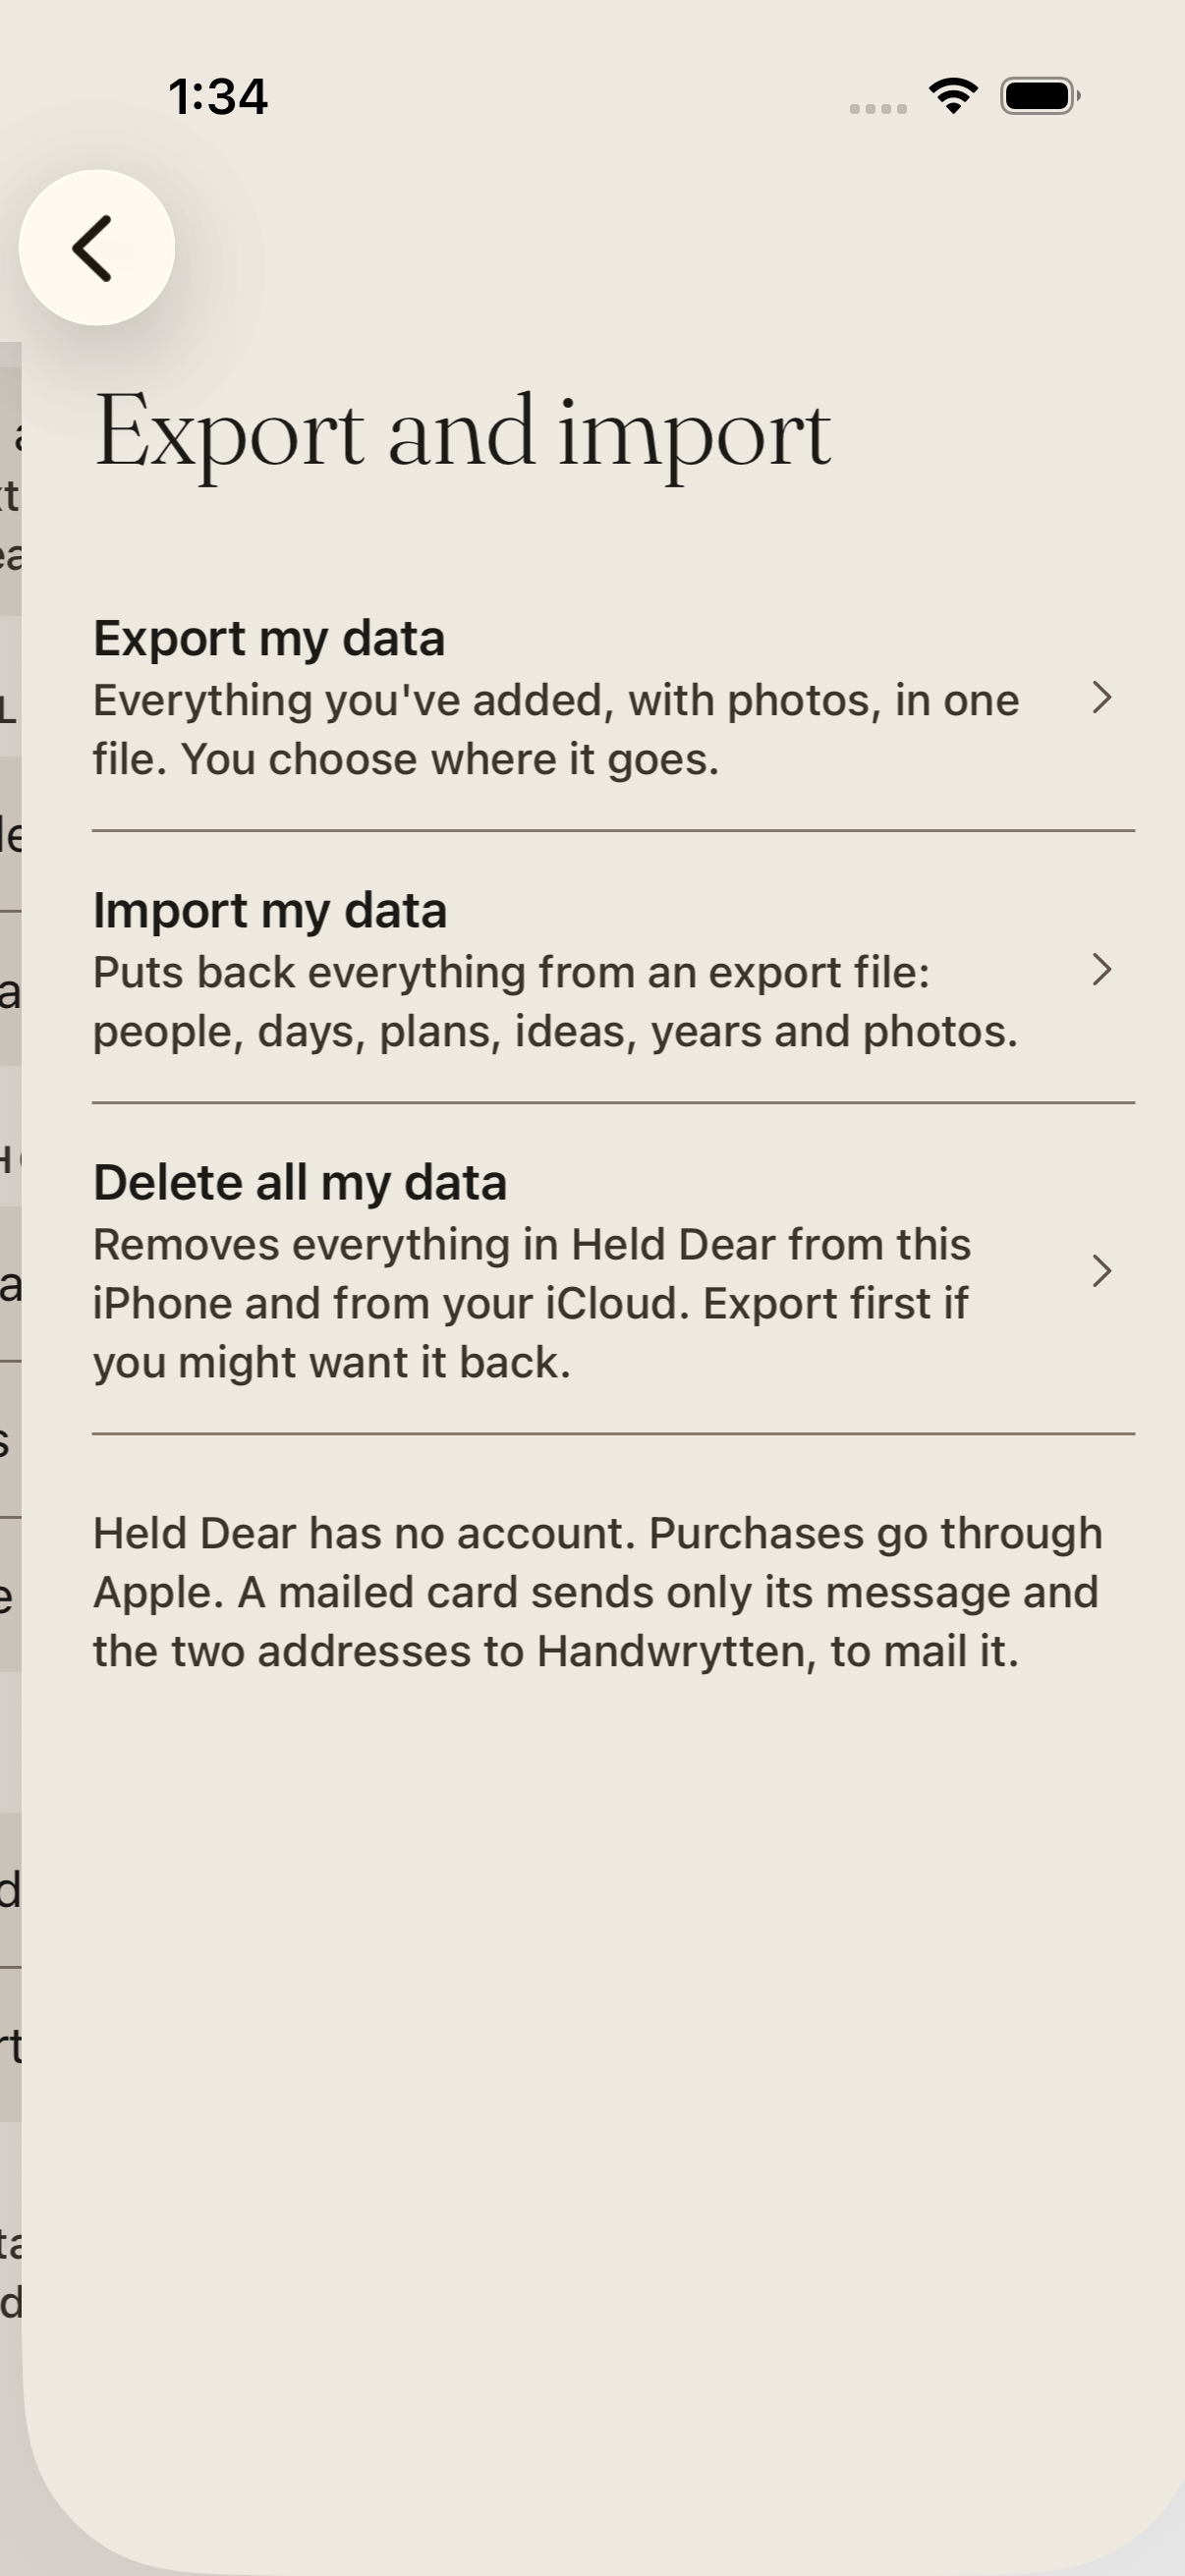 1:34
Export and import
Export my data
Everything you've added, with photos, in one
file. You choose where it goes.
Import my data
Puts back everything from an export file:
people, days, plans, ideas, years and photos.
Delete all my data
Removes everything in Held Dear from this
iPhone and from your iCloud. Export first if
you might want it back.
Held Dear has no account. Purchases go through
Apple. A mailed card sends only its message and
the two addresses to Handwrytten, to mail it.